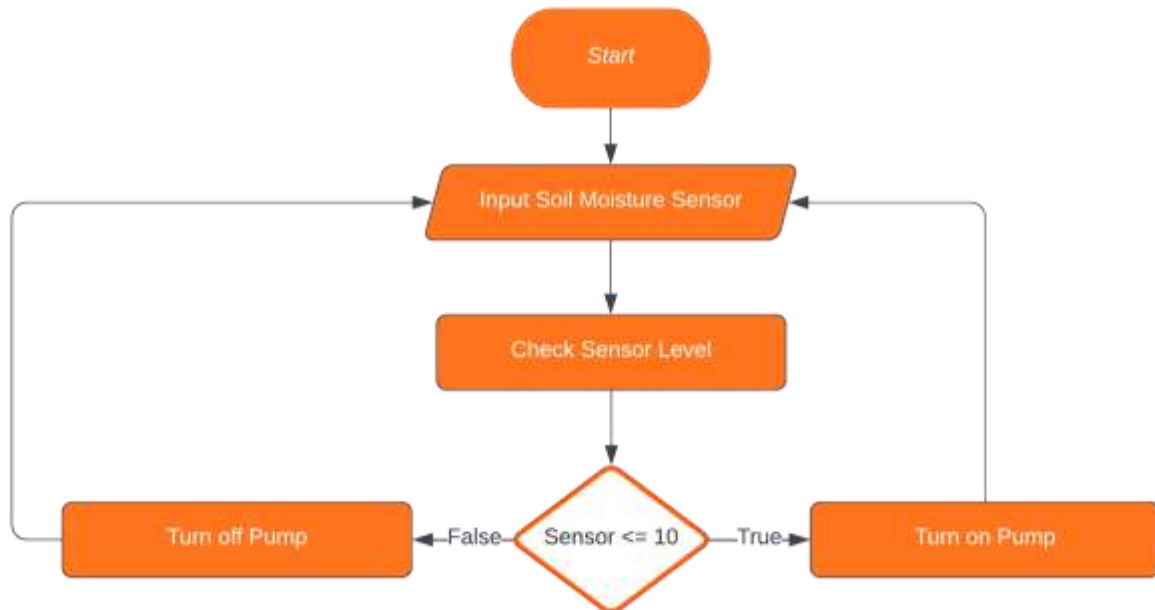 Start
Input Soil Moisture Sensor
Check Sensor Level
Turn off Pump
False
Sensor <= 10
True
Turn on Pump